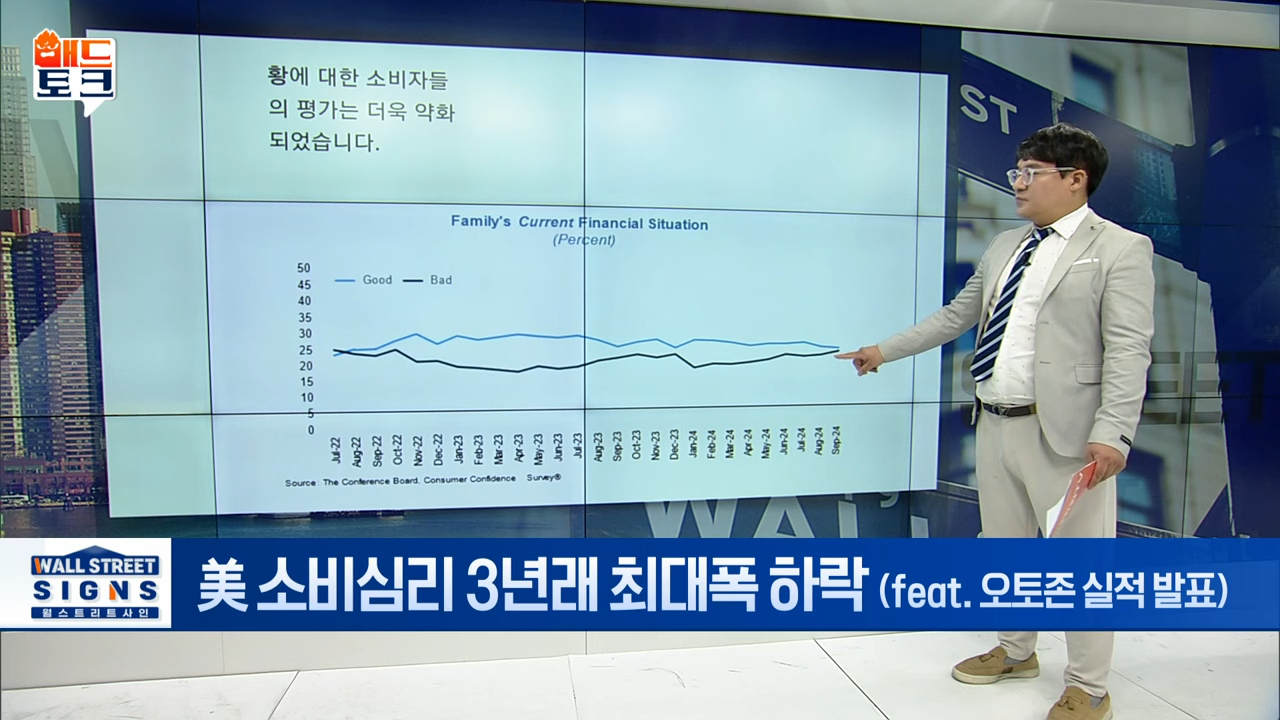 배드
토크
황에 대한 소비자들
의 평가는 더욱 약화
되었습니다.
ST
Family's Current Financial Situation
(Percent)
50
45
40
35
30
25
20
15
10
5
0
Good Bad
Jul-22 Aug-22 Sep-22 Oct-22 Nov-22 Dec-22 Jan-23 Feb-23 Mar-23 Apr-23 May-23 Jun-23 Jul-23 Aug-23 Sep-23 Oct-23 Nov-23 Dec-23 Jan-24 Feb-24 Mar-24 Apr-24 May-24 Jun-24 Jul-24 Aug-24 Sep-24
Source: The Conference Board, Consumer Confidence Survey®
WALL STREET
SIGNS
월스트리트사인
美 소비심리 3년래 최대폭 하락 (feat. 오토존 실적 발표)